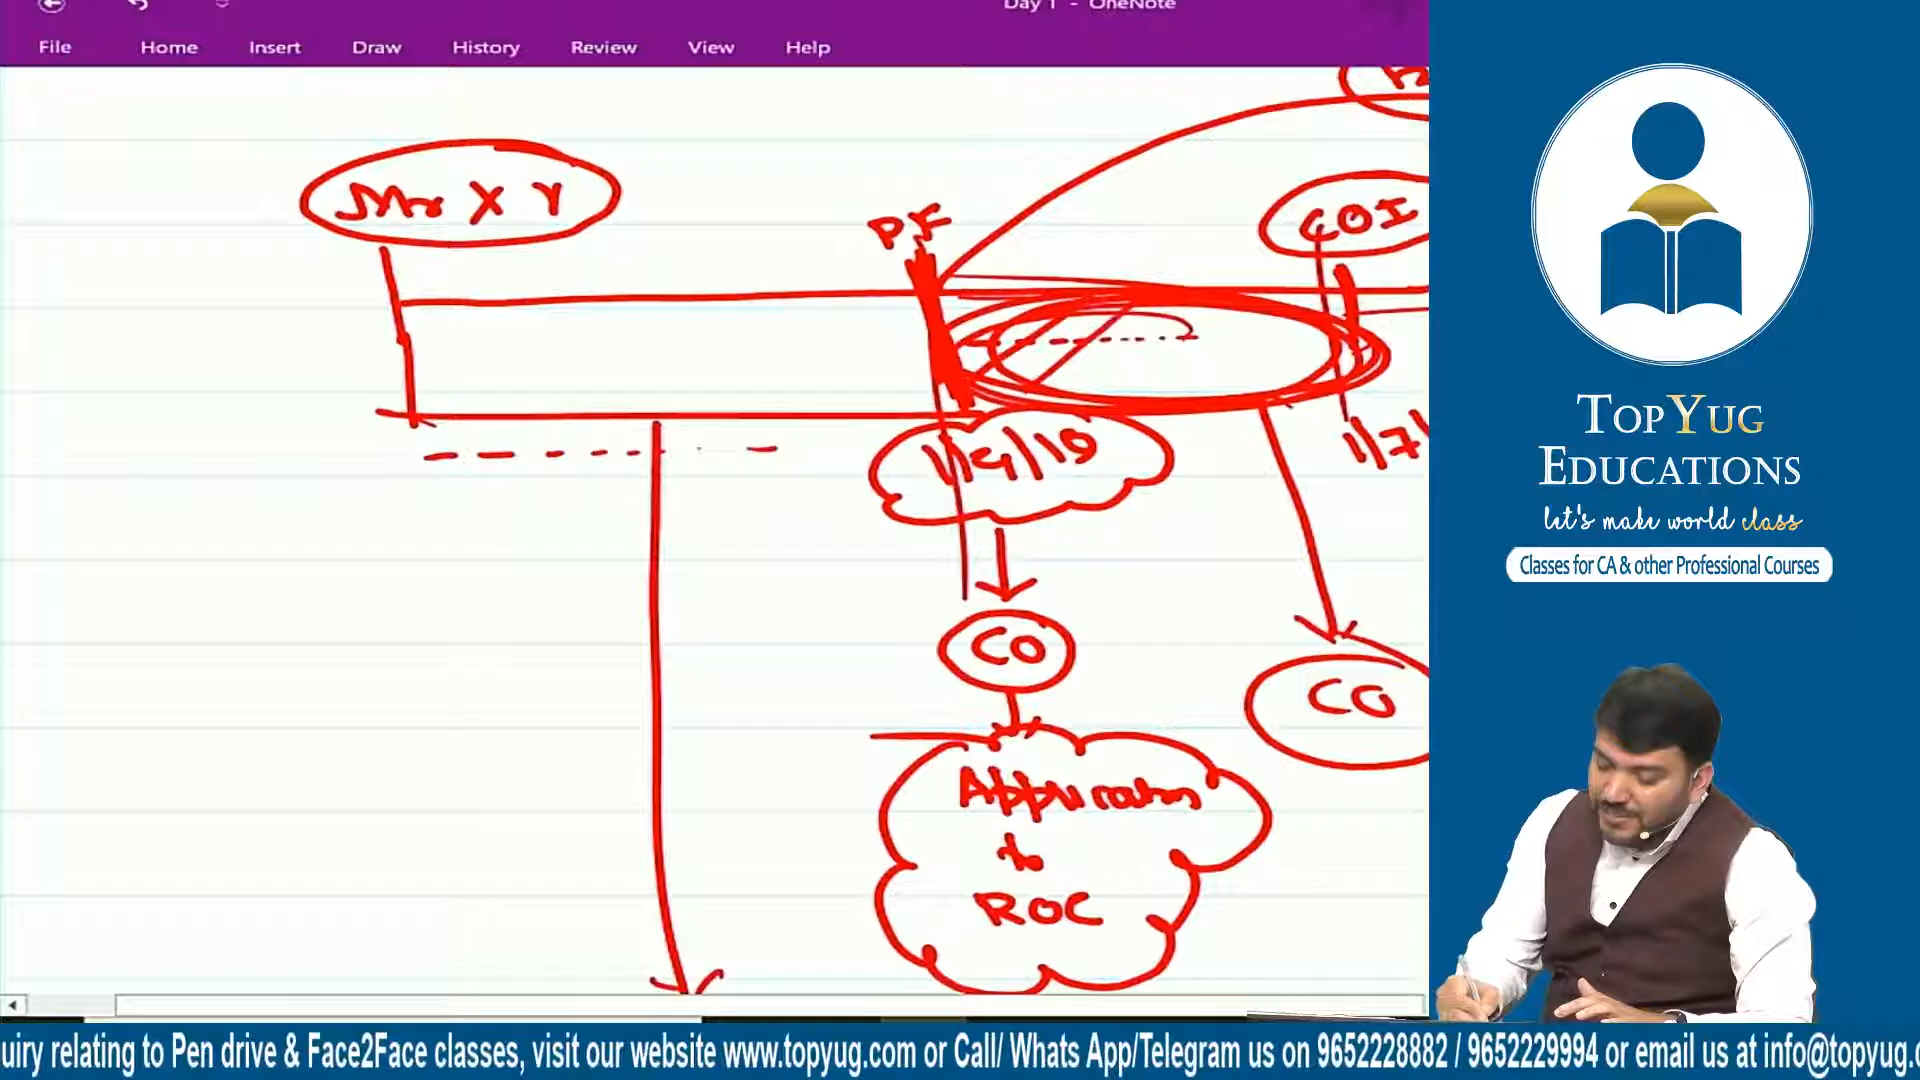 Day 1 - OneNote
File Home Insert Draw History Review View Help
Mr X Y
PF
COI
1/4/19
1/7/
CO
CO
Application
to
ROC
TOPYUG
EDUCATIONS
let's make world class
Classes for CA & other Professional Courses
uiry relating to Pen drive & Face2Face classes, visit our website www.topyug.com or Call/ Whats App/Telegram us on 9652228882 / 9652229994 or email us at info@topyug.c